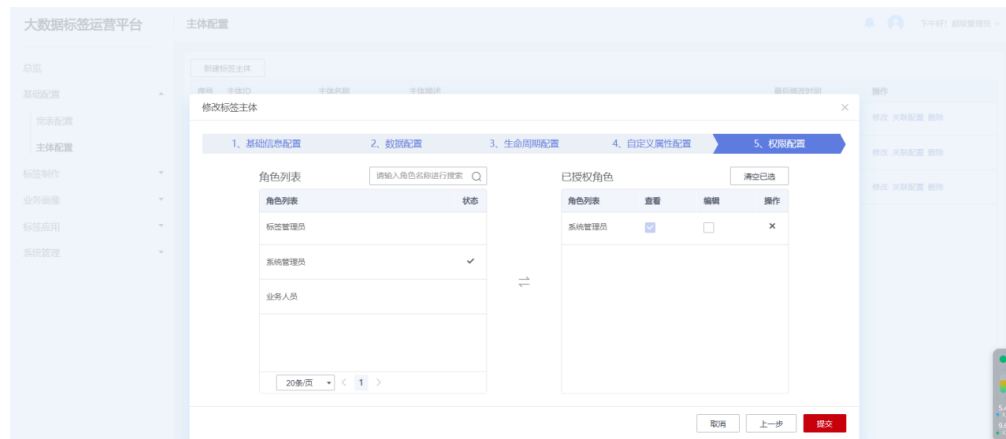 大数据标签运营平台
主体配置
下午好！超级管理员
总览
基础配置
主体配置
标签制作
业务画像
标签应用
系统管理
新建标签主体
序号 主体ID 主体名称 主体描述 最后修改时间 操作
修改 关联配置 删除
修改 关联配置 删除
修改 关联配置 删除
修改标签主体
1、基础信息配置 2、数据配置 3、生命周期配置 4、自定义属性配置 5、权限配置
角色列表 请输入角色名称进行搜索
角色列表 状态
标签管理员
系统管理员
业务人员
20条/页 1
已授权角色 清空已选
角色列表 查看 编辑 操作
系统管理员
取消 上一步 提交